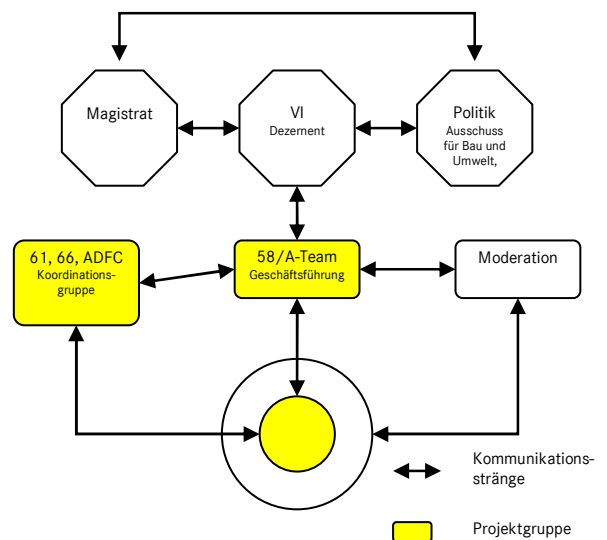 Magistrat
VI
Dezernent
Politik
Ausschuss
für Bau und
Umwelt,
61, 66, ADFC
Koordinations-
gruppe
58/A-Team
Geschäftsführung
Moderation
Kommunikations-
stränge
Projektgruppe